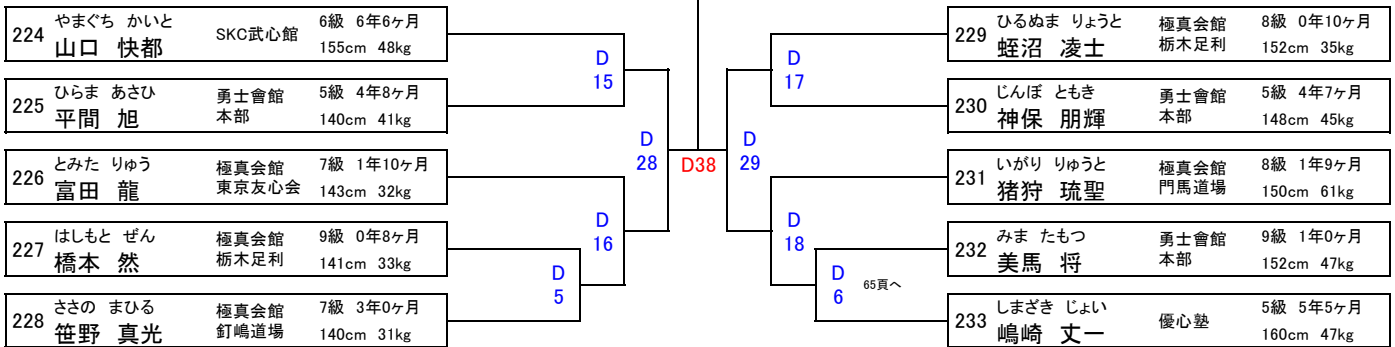 224 やまぐち かいと SKC武心館 6級 6年6ヶ月
山口 快都 155cm 48kg
225 ひらま あさひ 勇士會館 5級 4年8ヶ月
平間 旭 本部 140cm 41kg
226 とみた りゅう 極真会館 7級 1年10ヶ月
富田 龍 東京友心会 143cm 32kg
227 はしもと ぜん 極真会館 9級 0年8ヶ月
橋本 然 栃木足利 141cm 33kg
228 ささの まひる 極真会館 7級 3年0ヶ月
笹野 真光 釘嶋道場 140cm 31kg
D
15
D
28
D
16
D
5
D38
D
17
D
29
D
18
D
6 65頁へ
229 ひるぬま りょうと 極真会館 8級 0年10ヶ月
蛭沼 凌士 栃木足利 152cm 35kg
230 じんぼ ともき 勇士會館 5級 4年7ヶ月
神保 朋輝 本部 148cm 45kg
231 いがり りゅうと 極真会館 8級 1年9ヶ月
猪狩 琉聖 門馬道場 150cm 61kg
232 みま たもつ 勇士會館 9級 1年0ヶ月
美馬 将 本部 152cm 47kg
233 しまざき じょい 優心塾 5級 5年5ヶ月
嶋崎 丈一 160cm 47kg